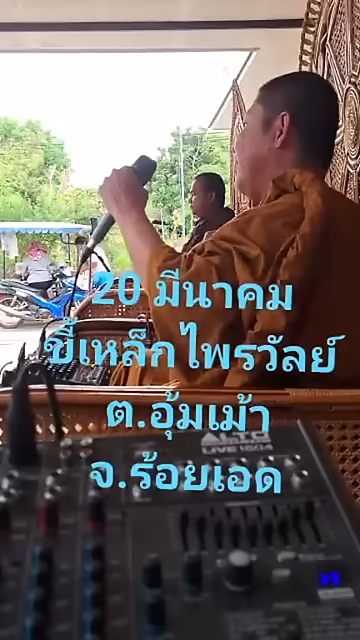 20 มีนาคม
ขี้เหล็กไพรวัลย์
ต.อุ้มเม้า
จ.ร้อยเอด
ALTO
LIVE 1604